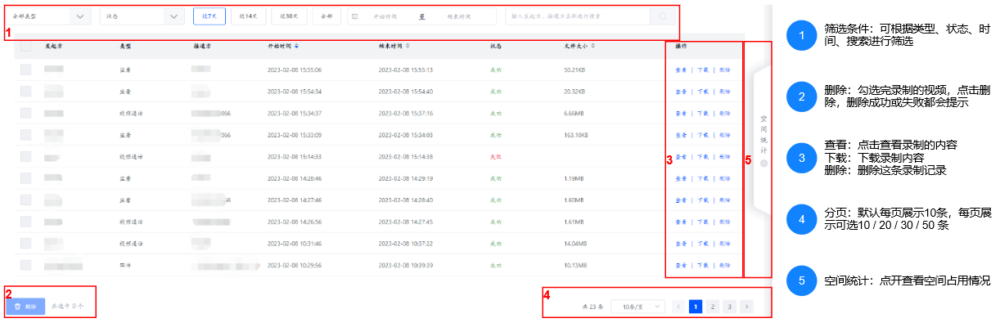 全部类型 状态 近7天 近14天 近30天 全部 开始时间 至 结束时间 输入发起方、接通方名称进行搜索
1
发起方 类型 接通方 开始时间 结束时间 状态 文件大小 操作
监看 2023-02-08 15:55:06 2023-02-08 15:55:13 成功 50.21KB 查看 | 下载 | 删除
监看 2023-02-08 15:54:34 2023-02-08 15:54:40 成功 20.32KB 查看 | 下载 | 删除
视频通话 066 2023-02-08 15:34:37 2023-02-08 15:37:16 成功 6.66MB 查看 | 下载 | 删除
监看 066 2023-02-08 15:33:09 2023-02-08 15:34:03 成功 163.10KB 查看 | 下载 | 删除
视频通话 2023-02-08 15:14:33 2023-02-08 15:14:38 失败 查看 | 下载 | 删除
监看 2023-02-08 14:28:46 2023-02-08 14:29:19 成功 1.19MB 查看 | 下载 | 删除
监看 66 2023-02-08 14:27:46 2023-02-08 14:28:40 成功 1.60MB 查看 | 下载 | 删除
视频通话 2023-02-08 14:26:56 2023-02-08 14:27:45 成功 1.61MB 查看 | 下载 | 删除
视频通话 2023-02-08 10:31:46 2023-02-08 10:37:22 成功 14.04MB 查看 | 下载 | 删除
2023-02-08 10:29:56 2023-02-08 10:39:39 成功 10.13MB 查看 | 下载 | 删除
3
5
空间统计
2
删除 共选中 0 个
4
共 23 条 10条/页 < 1 2 3 >
1 筛选条件：可根据类型、状态、时
间、搜索进行筛选
2 删除：勾选完录制的视频，点击删
除，删除成功或失败都会提示
3 查看：点击查看录制的内容
下载：下载录制内容
删除：删除这条录制记录
4 分页：默认每页展示10条，每页展
示可选10 / 20 / 30 / 50 条
5 空间统计：点开查看空间占用情况